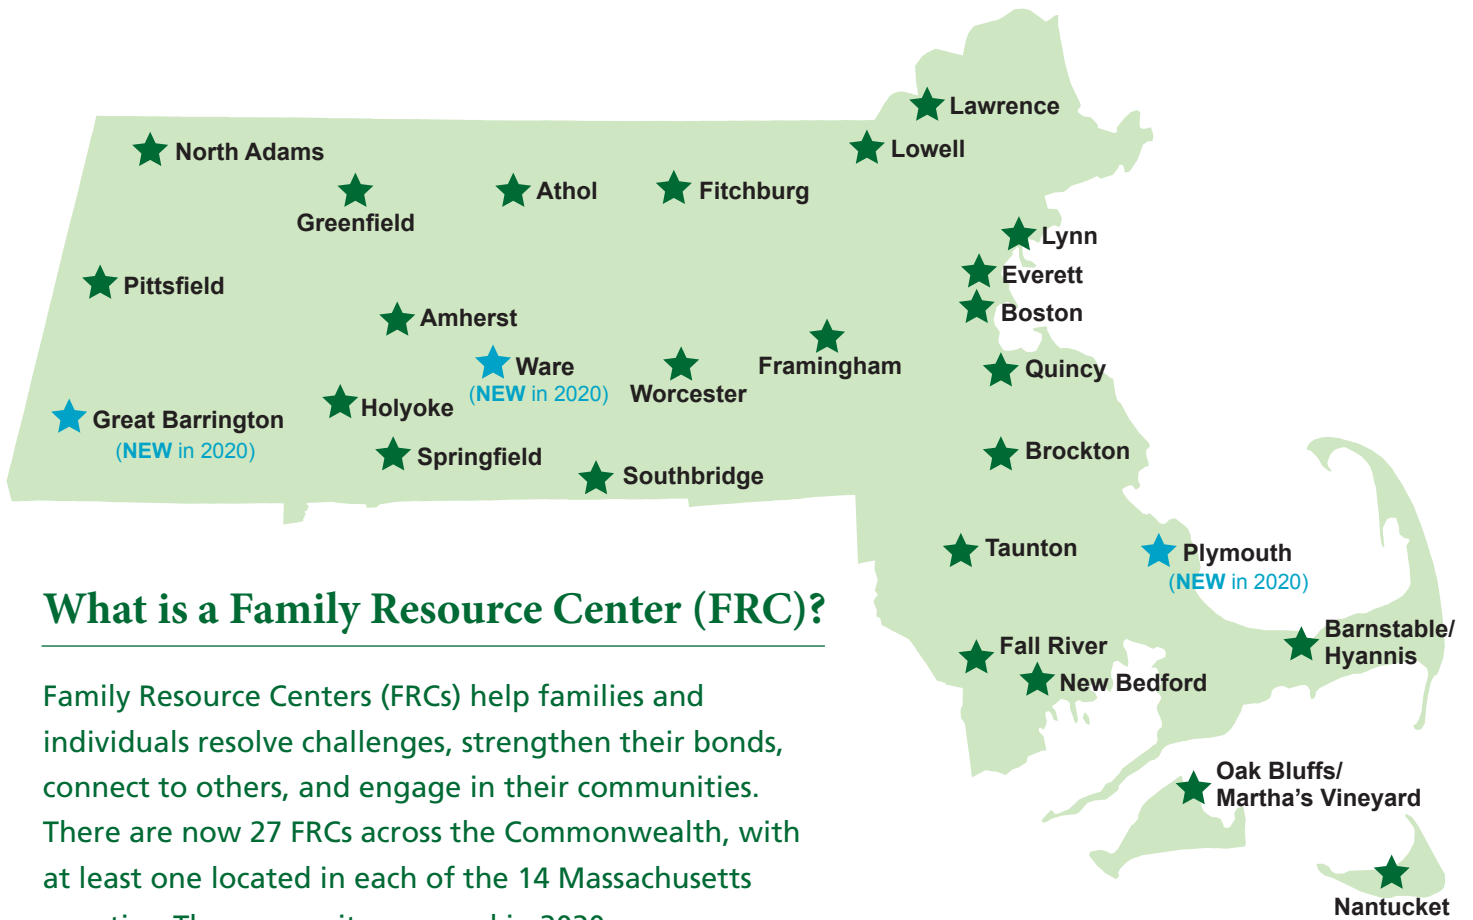 Lawrence
Lowell
North Adams
Athol
Fitchburg
Greenfield
Lynn
Everett
Pittsfield
Boston
Amherst
Ware
(NEW in 2020)
Framingham
Quincy
Worcester
Holyoke
Great Barrington
(NEW in 2020)
Springfield
Brockton
Southbridge
Taunton
Plymouth
(NEW in 2020)
Barnstable/
Hyannis
Fall River
New Bedford
Oak Bluffs/
Martha's Vineyard
Nantucket
What is a Family Resource Center (FRC)?
Family Resource Centers (FRCs) help families and
individuals resolve challenges, strengthen their bonds,
connect to others, and engage in their communities.
There are now 27 FRCs across the Commonwealth, with
at least one located in each of the 14 Massachusetts